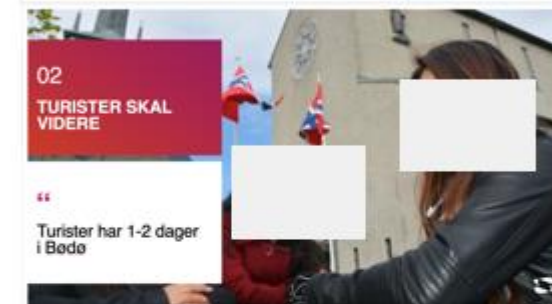 02
TURISTER SKAL
VIDERE
“
Turister har 1-2 dager
i Bødø